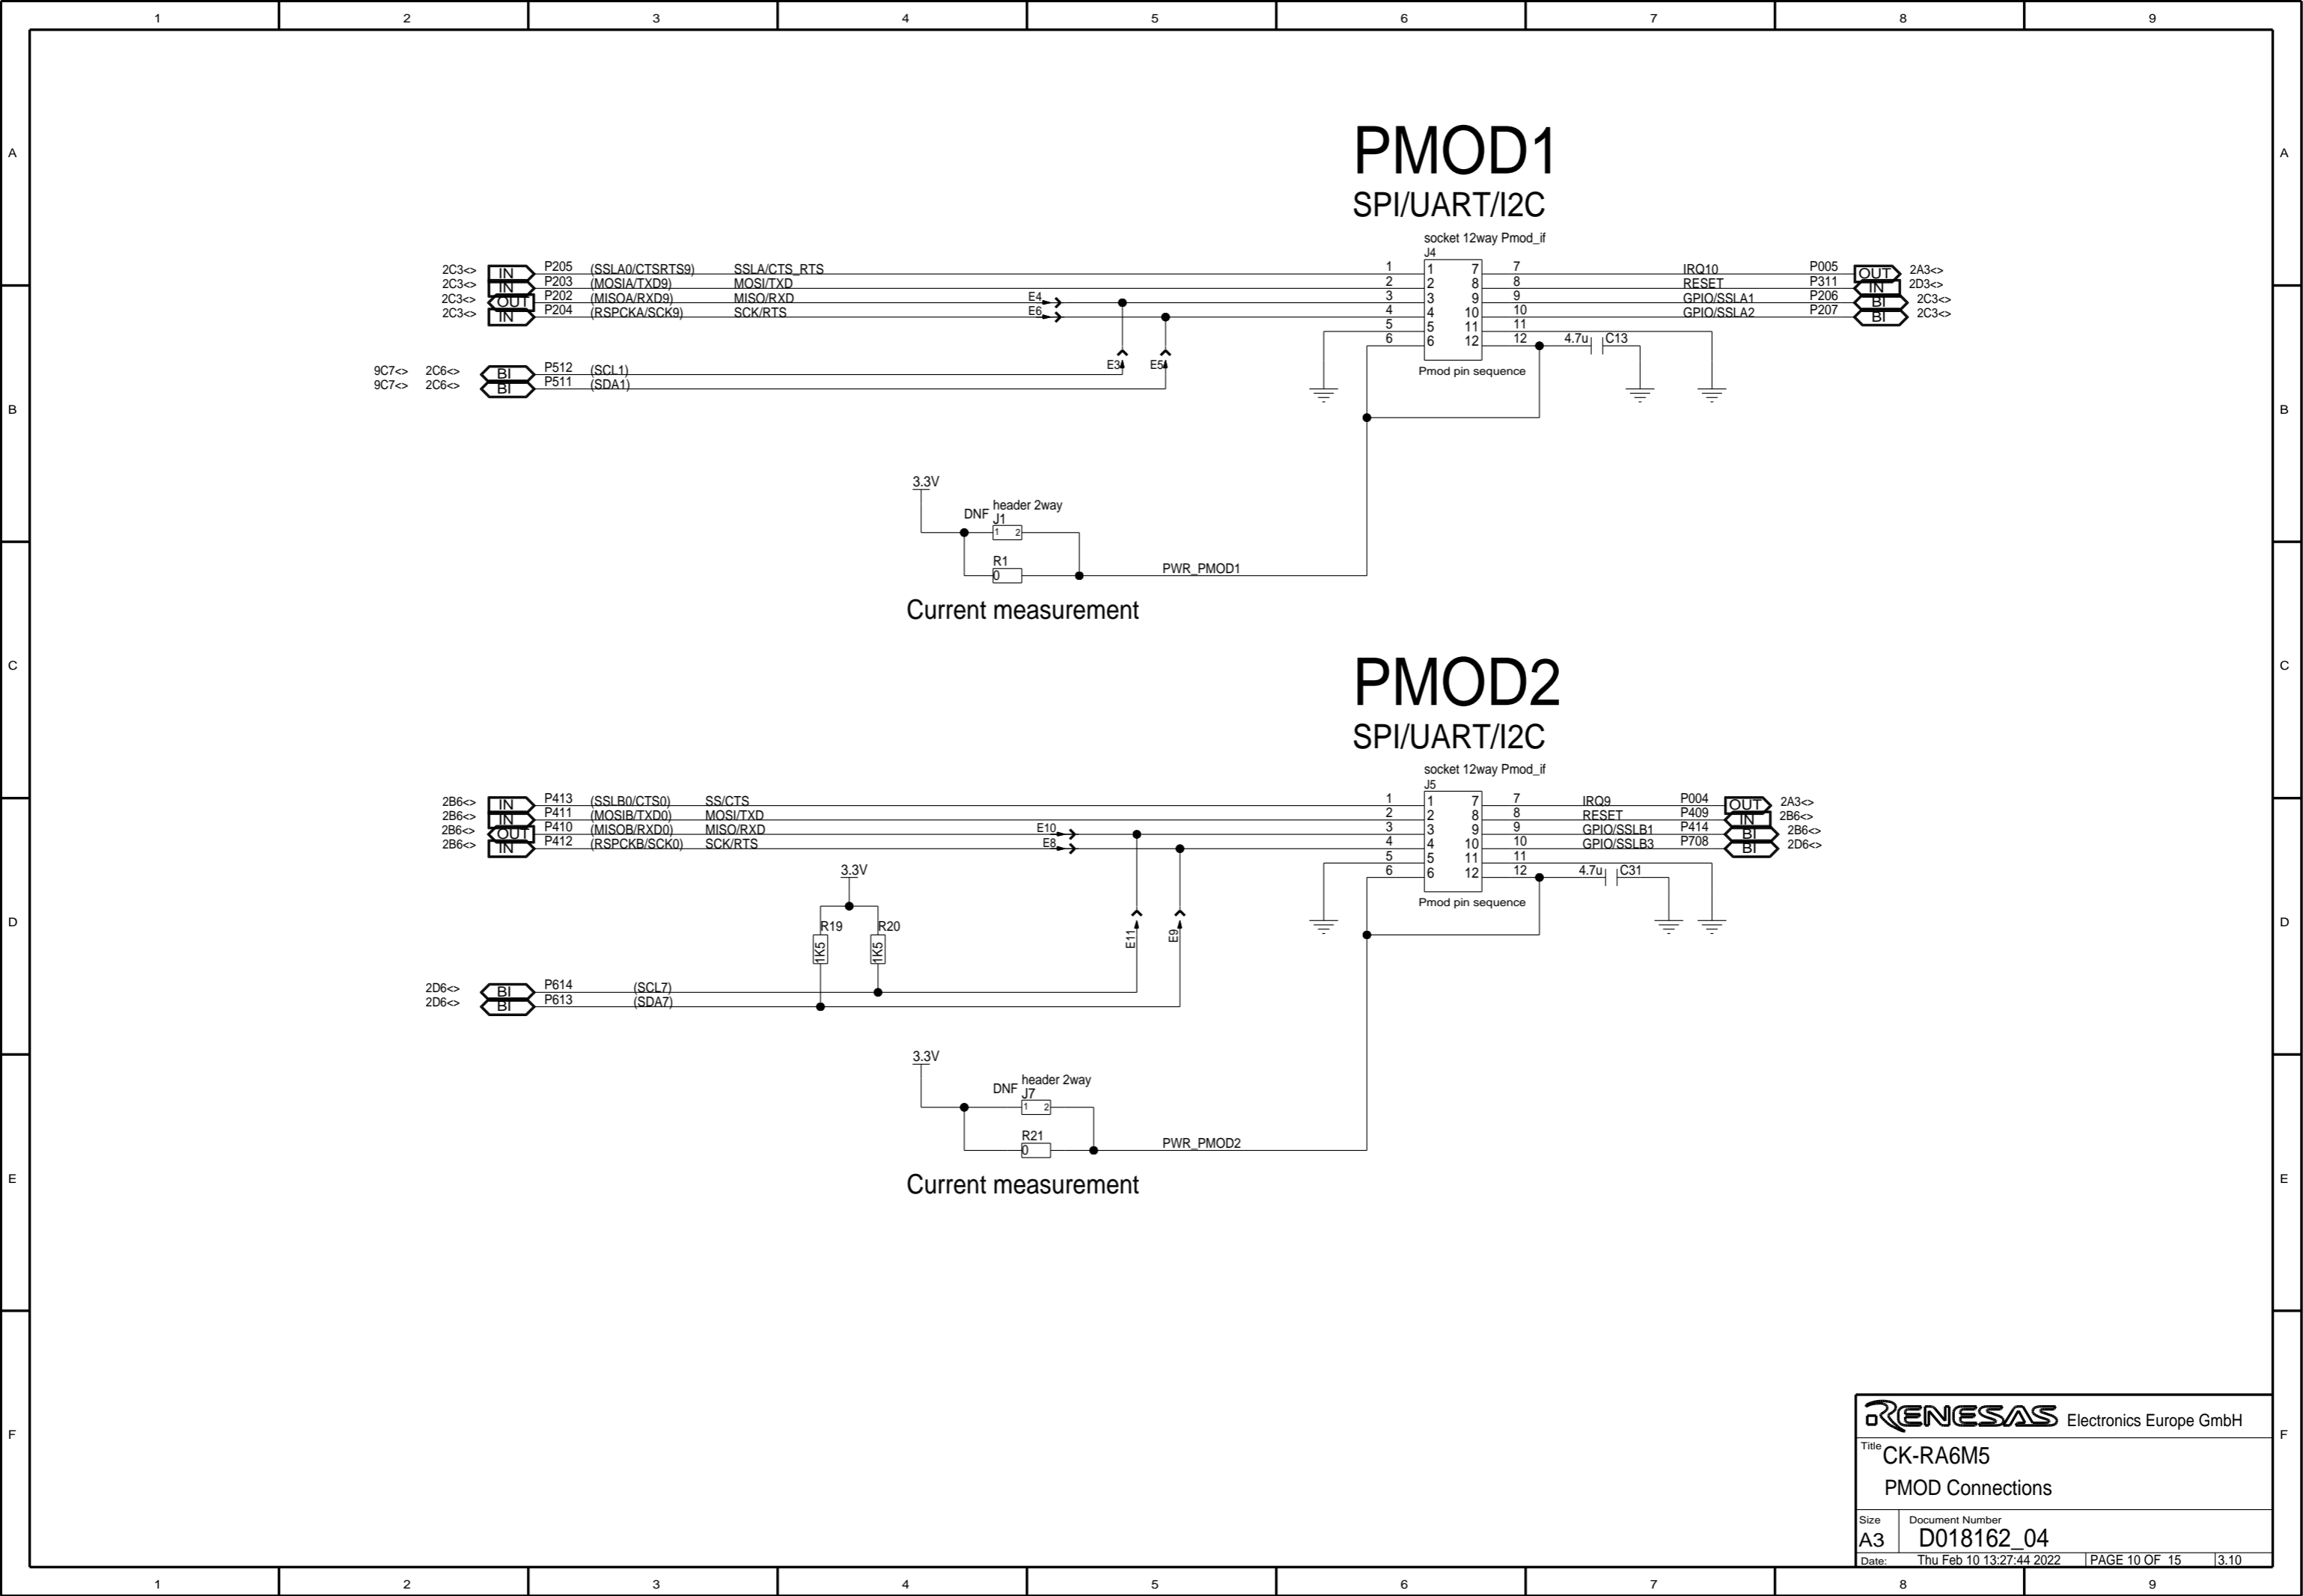 1 2 3 4 5 6 7 8 9
A A
PMOD1
SPI/UART/I2C
socket 12way Pmod_if
J4
2C3<> IN P205 (SSLA0/CTSRTS9) SSLA/CTS_RTS 1 1 7 7 IRQ10 P005 OUT 2A3<>
2C3<> IN P203 (MOSIA/TXD9) MOSI/TXD 2 2 8 8 RESET P311 IN 2D3<>
2C3<> OUT P202 (MISOA/RXD9) MISO/RXD E4 3 3 9 9 GPIO/SSLA1 P206 BI 2C3<>
2C3<> IN P204 (RSPCKA/SCK9) SCK/RTS E6 4 4 10 10 GPIO/SSLA2 P207 BI 2C3<>
5 5 11 11
6 6 12 12 4.7u C13
E3 E5
Pmod pin sequence
9C7<> 2C6<> BI P512 (SCL1)
9C7<> 2C6<> BI P511 (SDA1)
B B
3.3V
header 2way
DNF J1
1 2
R1
0
PWR_PMOD1
Current measurement
C C
PMOD2
SPI/UART/I2C
socket 12way Pmod_if
J5
2B6<> IN P413 (SSLB0/CTS0) SS/CTS 1 1 7 7 IRQ9 P004 OUT 2A3<>
2B6<> IN P411 (MOSIB/TXD0) MOSI/TXD 2 2 8 8 RESET P409 IN 2B6<>
2B6<> OUT P410 (MISOB/RXD0) MISO/RXD E10 3 3 9 9 GPIO/SSLB1 P414 BI 2B6<>
2B6<> IN P412 (RSPCKB/SCK0) SCK/RTS E8 4 4 10 10 GPIO/SSLB3 P708 BI 2D6<>
5 5 11 11
6 6 12 12 4.7u C31
Pmod pin sequence
3.3V
D D
R19 R20
1K5 1K5
E11 E9
2D6<> BI P614 (SCL7)
2D6<> BI P613 (SDA7)
3.3V
header 2way
DNF J7
1 2
R21
0
PWR_PMOD2
Current measurement
E E
F F
RENESAS Electronics Europe GmbH
Title CK-RA6M5
PMOD Connections
Size Document Number
A3 D018162_04
Date: Thu Feb 10 13:27:44 2022 PAGE 10 OF 15 3.10
1 2 3 4 5 6 7 8 9